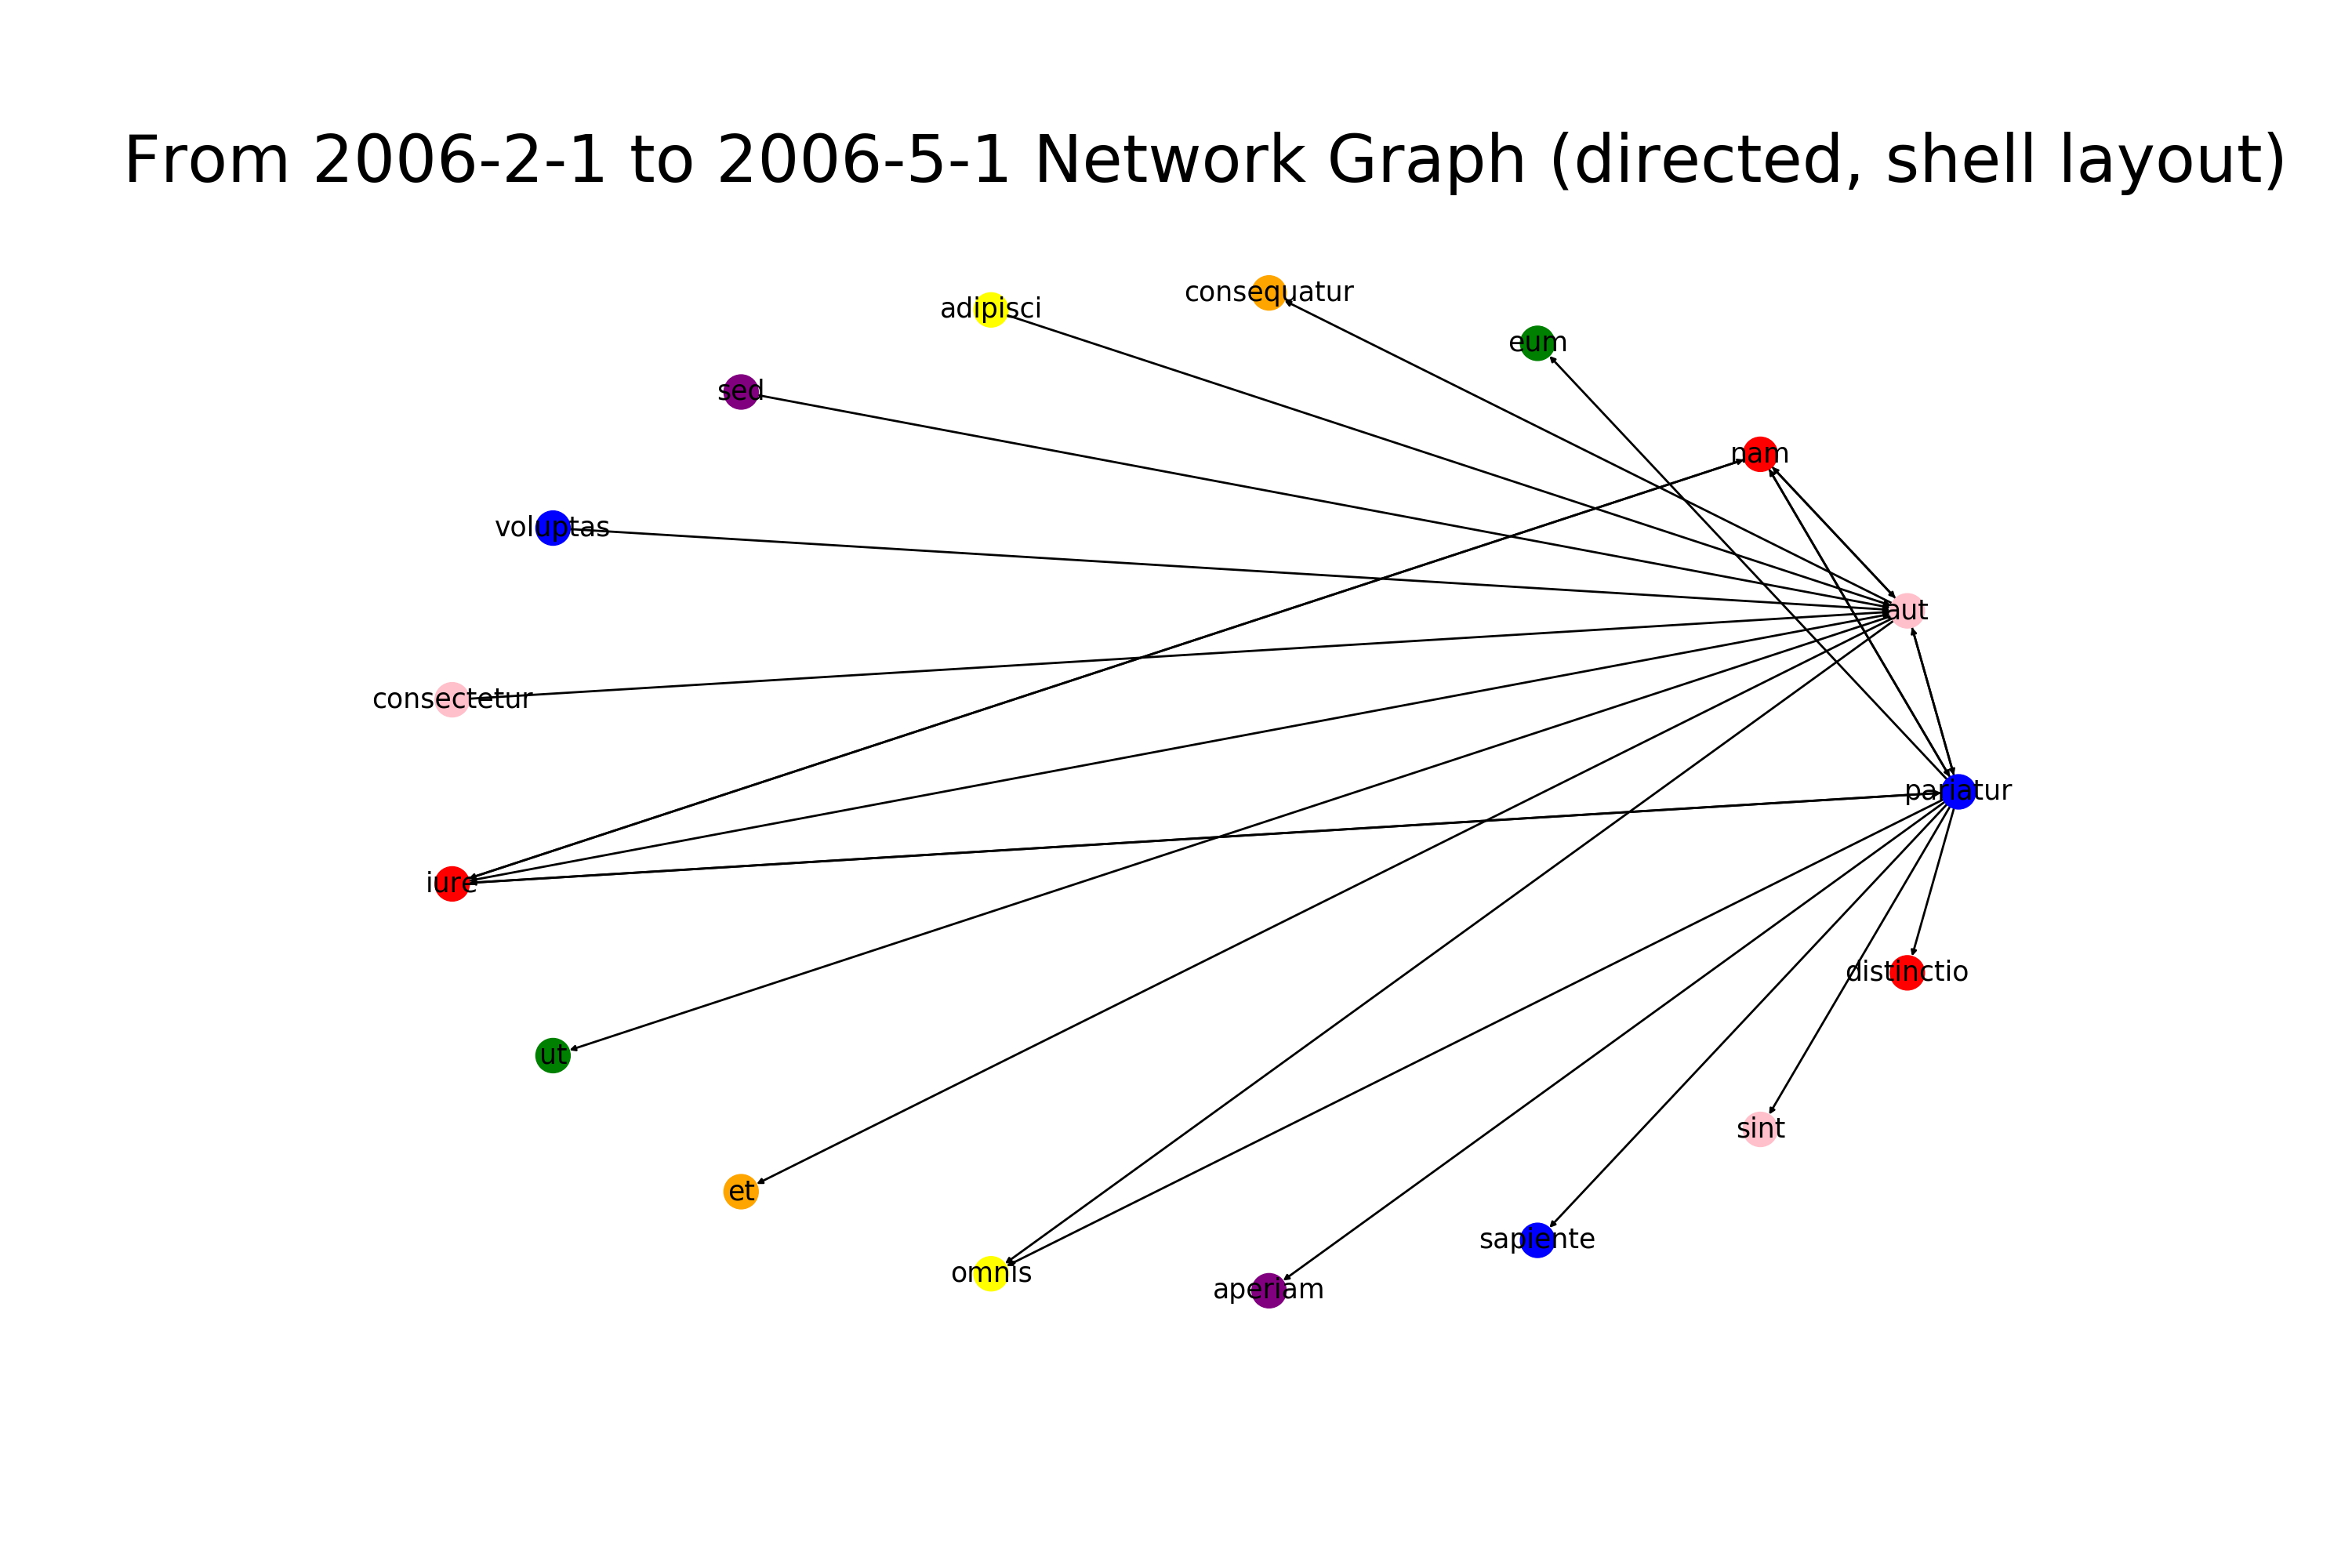 From 2006-2-1 to 2006-5-1 Network Graph (directed, shell layout)
consequatur
adipisci
eum
sed
nam
voluptas
aut
consectetur
pariatur
iure
distinctio
ut
sint
et
sapiente
omnis
aperiam